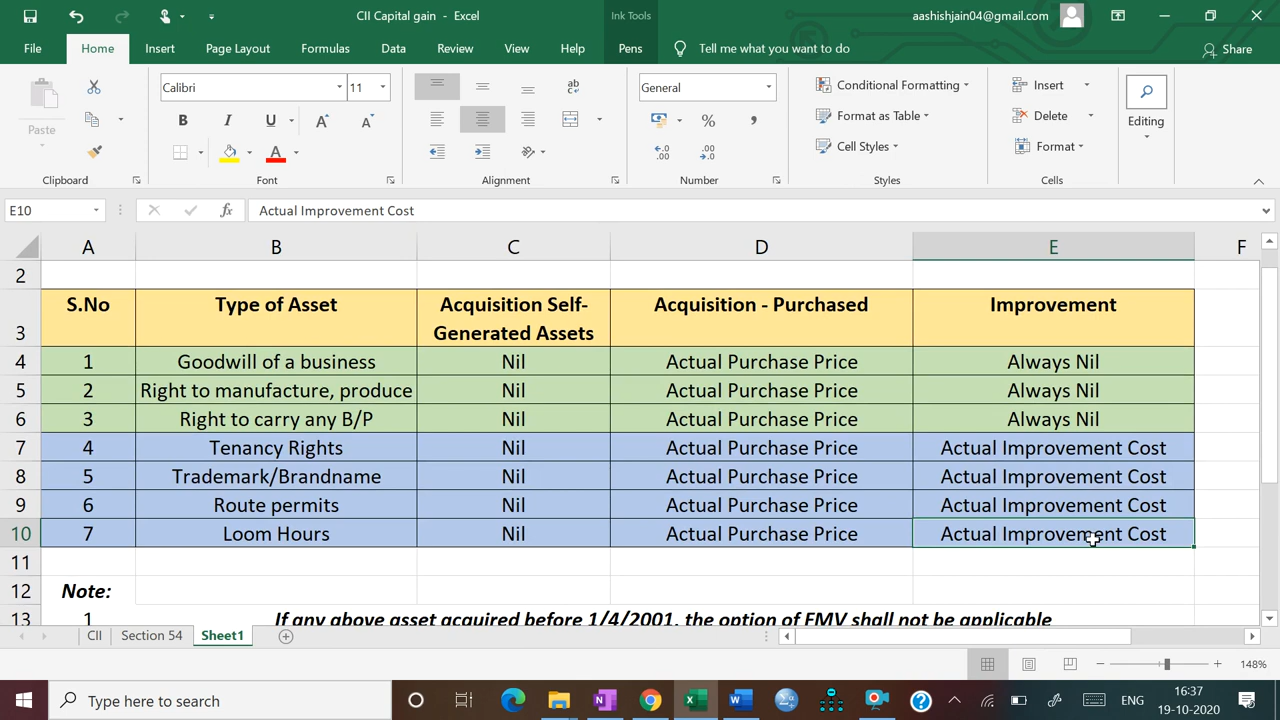 CII Capital gain - Excel
Ink Tools
aashishjain04@gmail.com
File
Home
Insert
Page Layout
Formulas
Data
Review
View
Help
Pens
Tell me what you want to do
Share
Paste
Clipboard
Calibri
11
B I U A A
A
Font
ab
Alignment
General
% ,
.0 .00
.00 .0
Number
Conditional Formatting
Format as Table
Cell Styles
Styles
Insert
Delete
Format
Cells
Editing
E10
fx
Actual Improvement Cost
A B C D E F
2
3 S.No Type of Asset Acquisition Self- Acquisition - Purchased Improvement
Generated Assets
4 1 Goodwill of a business Nil Actual Purchase Price Always Nil
5 2 Right to manufacture, produce Nil Actual Purchase Price Always Nil
6 3 Right to carry any B/P Nil Actual Purchase Price Always Nil
7 4 Tenancy Rights Nil Actual Purchase Price Actual Improvement Cost
8 5 Trademark/Brandname Nil Actual Purchase Price Actual Improvement Cost
9 6 Route permits Nil Actual Purchase Price Actual Improvement Cost
10 7 Loom Hours Nil Actual Purchase Price Actual Improvement Cost
11
12 Note:
13 1 If any above asset acquired before 1/4/2001, the option of FMV shall not be applicable
CII Section 54 Sheet1
148%
Type here to search
ENG
16:37
19-10-2020